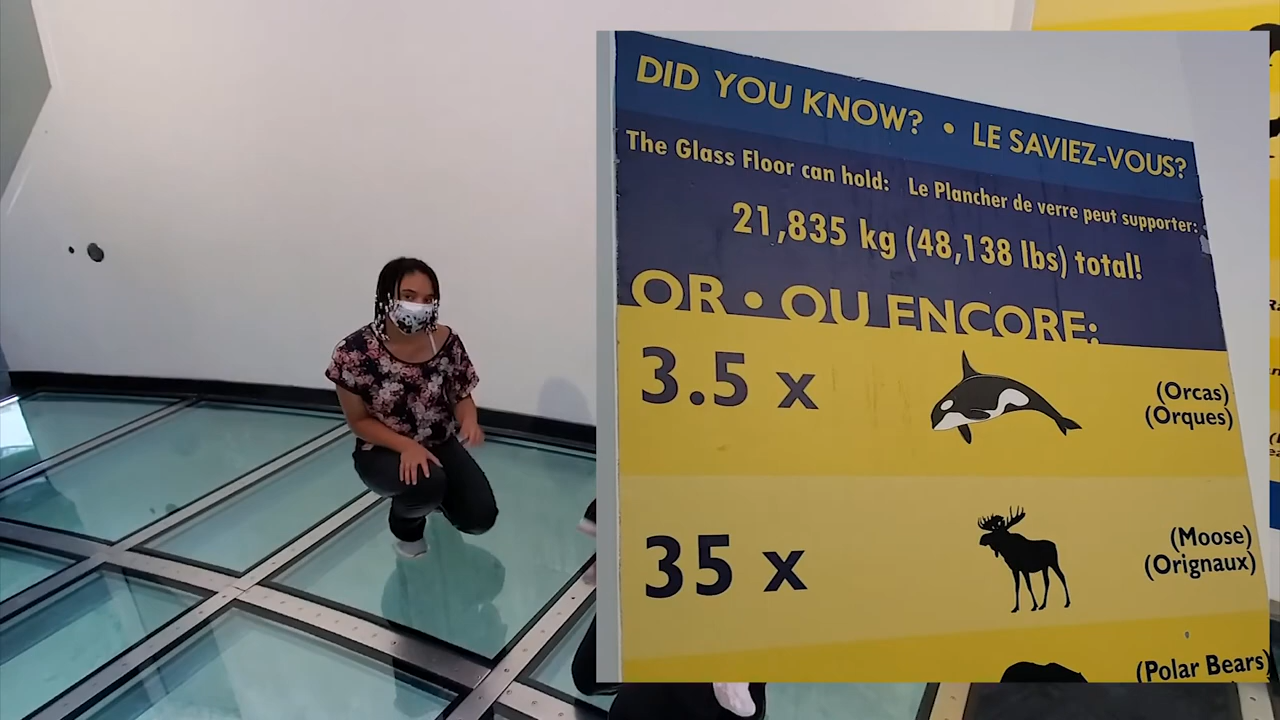 DID YOU KNOW? • LE SAVIEZ-VOUS?
The Glass Floor can hold: Le Plancher de verre peut supporter:
21,835 kg (48,138 lbs) total!
OR • OU ENCORE:
3.5 x
(Orcas)
(Orques)
35 x
(Moose)
(Orignaux)
(Polar Bears)